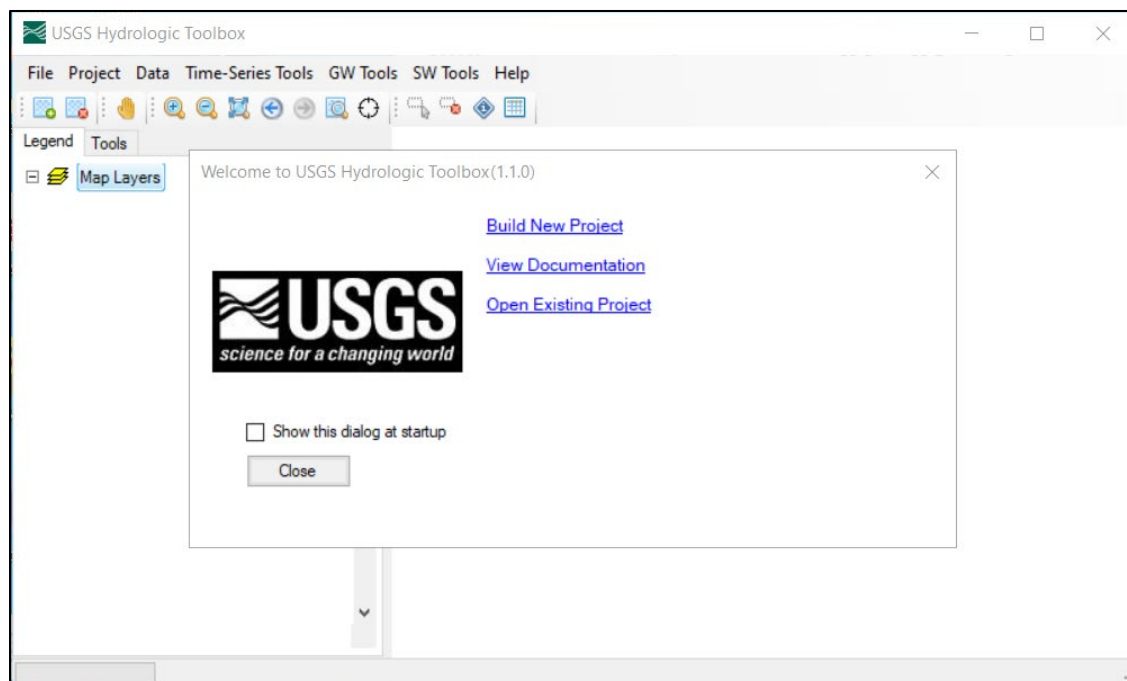 USGS Hydrologic Toolbox
File Project Data Time-Series Tools GW Tools SW Tools Help
Legend Tools
Map Layers
Welcome to USGS Hydrologic Toolbox(1.1.0)
Build New Project
View Documentation
Open Existing Project
USGS
science for a changing world
Show this dialog at startup
Close